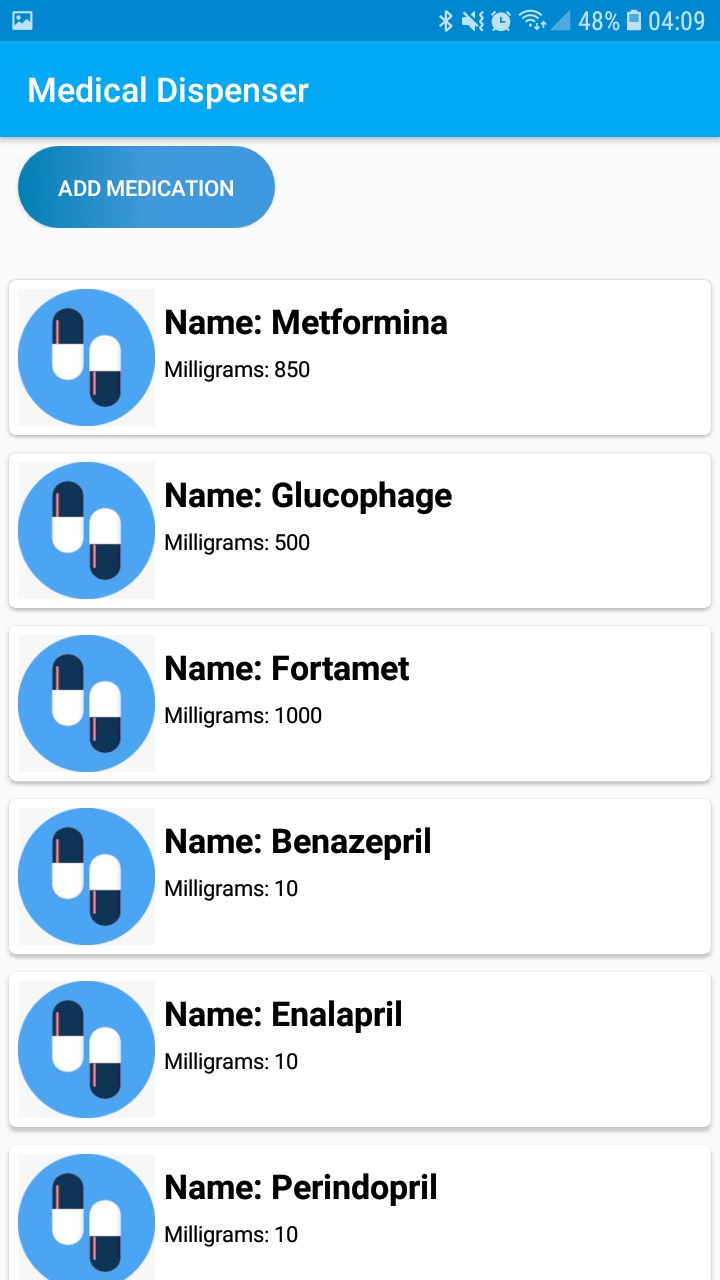 48% 04:09
Medical Dispenser
ADD MEDICATION
Name: Metformina
Milligrams: 850
Name: Glucophage
Milligrams: 500
Name: Fortamet
Milligrams: 1000
Name: Benazepril
Milligrams: 10
Name: Enalapril
Milligrams: 10
Name: Perindopril
Milligrams: 10